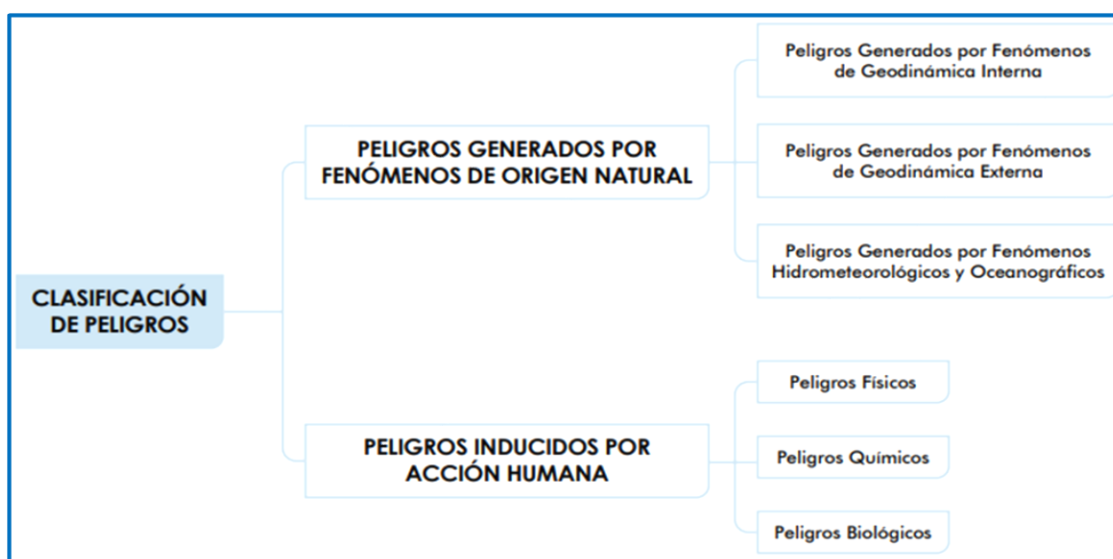 CLASIFICACIÓN
DE PELIGROS
PELIGROS GENERADOS POR
FENÓMENOS DE ORIGEN NATURAL
Peligros Generados por Fenómenos
de Geodinámica Interna
Peligros Generados por Fenómenos
de Geodinámica Externa
Peligros Generados por Fenómenos
Hidrometeorológicos y Oceanográficos
PELIGROS INDUCIDOS POR
ACCIÓN HUMANA
Peligros Físicos
Peligros Químicos
Peligros Biológicos